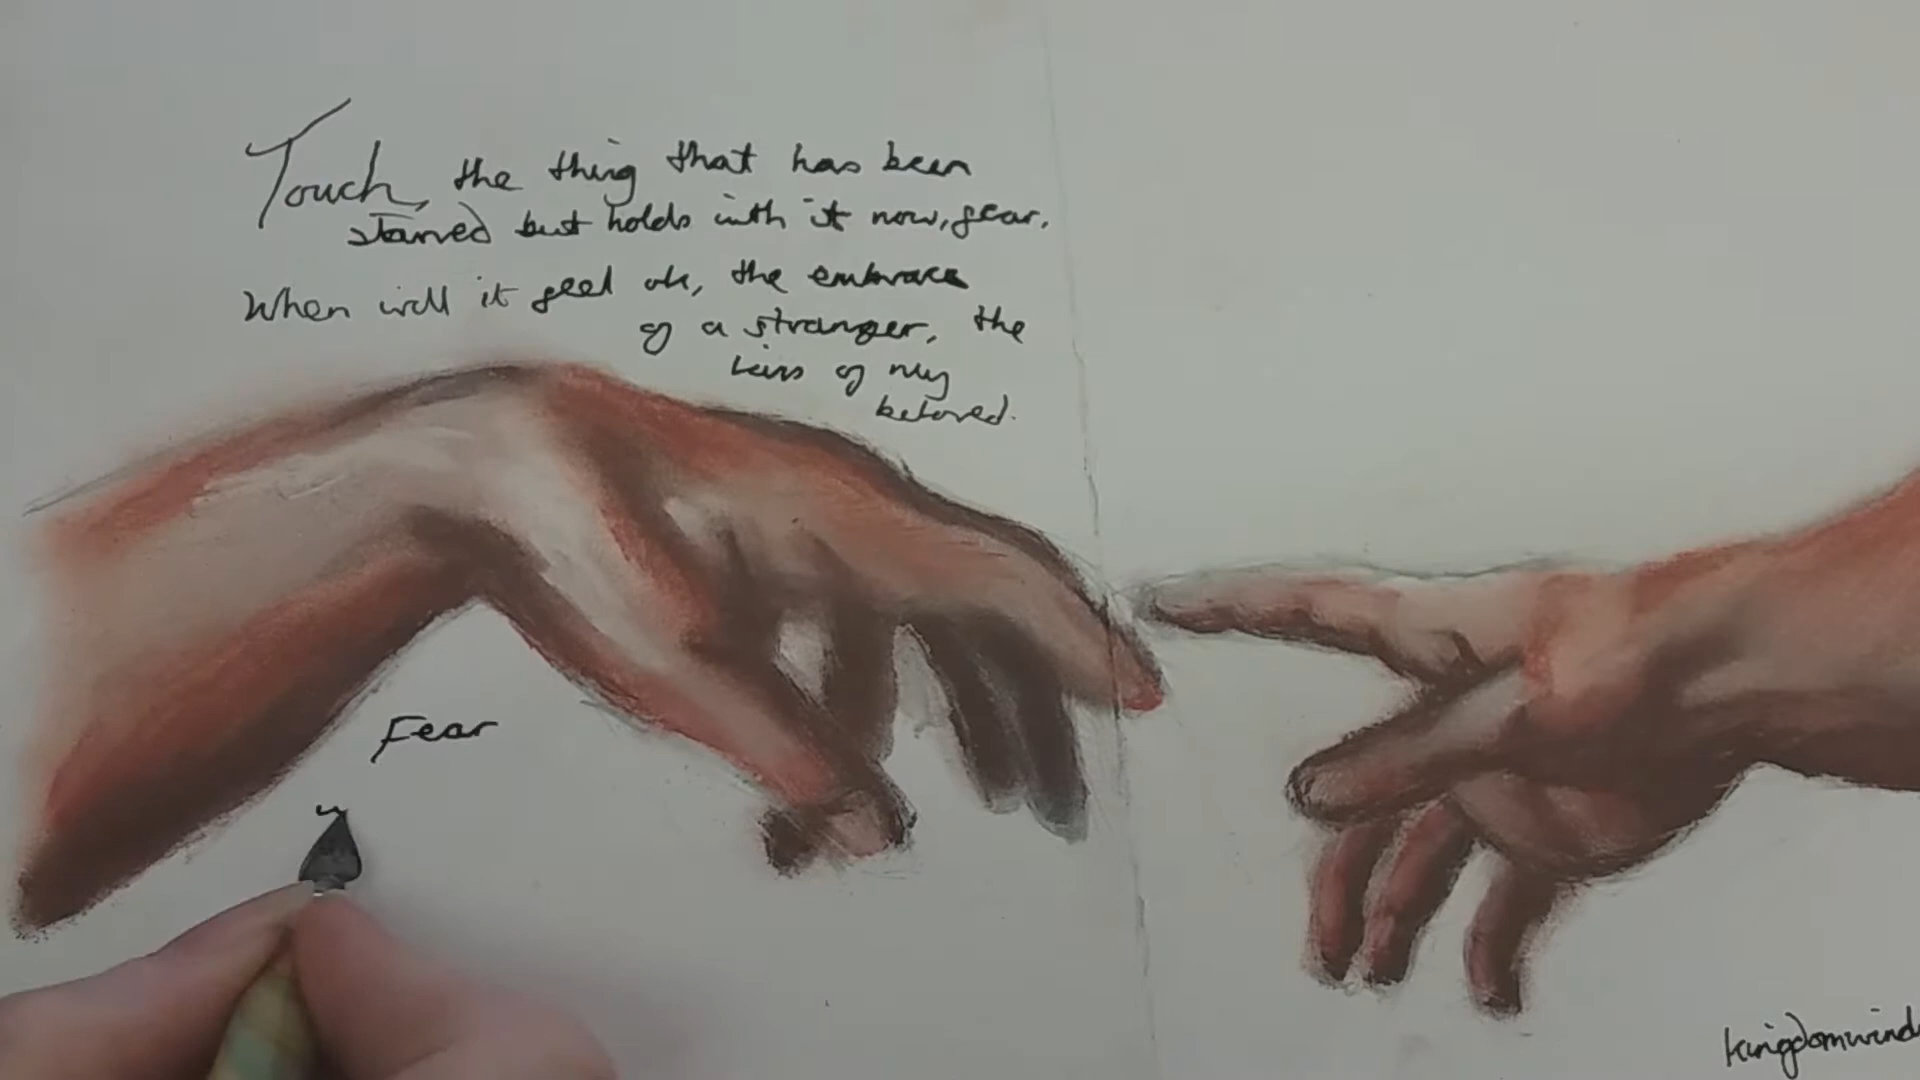 Touch, the thing that has been
starved but holds with it now, fear.
When will it feel ok, the embrace
of a stranger, the
kiss of my
beloved.
Fear
kingdomwind